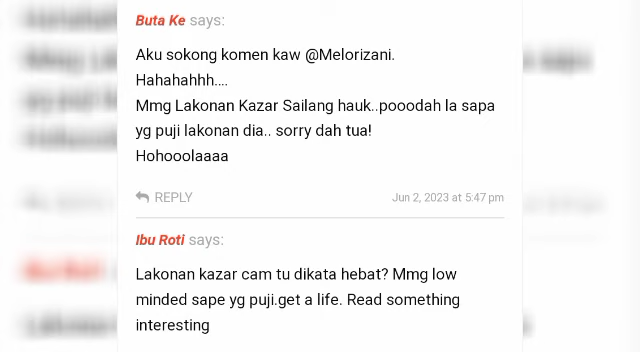 Buta Ke says:
Aku sokong komen kaw @Melorizani.
Hahahahhh....
Mmg Lakonan Kazar Sailang hauk..pooodah la sapa
yg puji lakonan dia.. sorry dah tua!
Hohooolaaaa
REPLY
Jun 2, 2023 at 5:47 pm
Ibu Roti says:
Lakonan kazar cam tu dikata hebat? Mmg low
minded sape yg puji.get a life. Read something
interesting